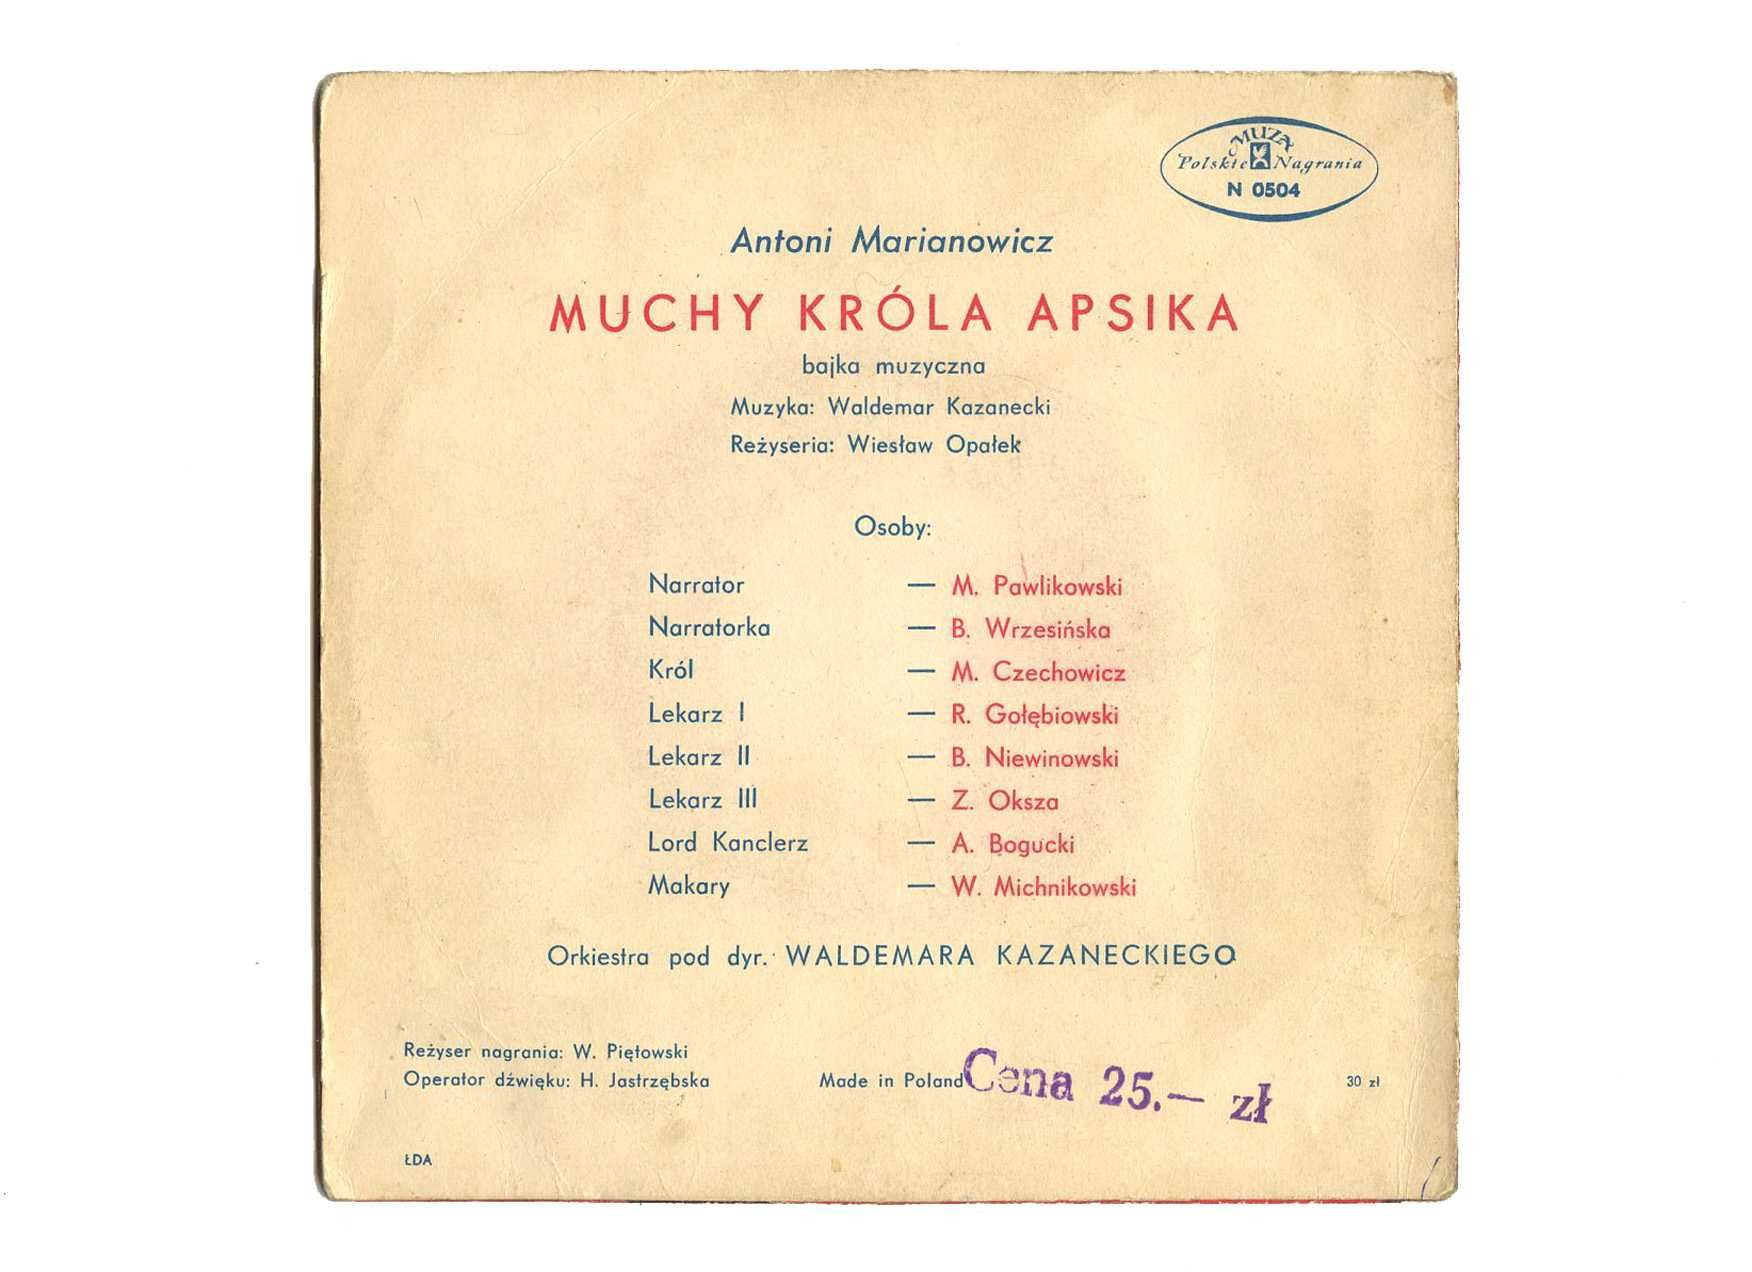 MUZA
Polskie Nagrania
N 0504
Antoni Marianowicz
MUCHY KRÓLA APSIKA
bajka muzyczna
Muzyka: Waldemar Kazanecki
Reżyseria: Wiesław Opałek
Osoby:
Narrator — M. Pawlikowski
Narratorka — B. Wrzesińska
Król — M. Czechowicz
Lekarz I — R. Gołębiowski
Lekarz II — B. Niewinowski
Lekarz III — Z. Oksza
Lord Kanclerz — A. Bogucki
Makary — W. Michnikowski
Orkiestra pod dyr. WALDEMARA KAZANECKIEGO
Reżyser nagrania: W. Piętowski
Operator dźwięku: H. Jastrzębska
Made in Poland
Cena 25.— zł
30 zł
ŁDA